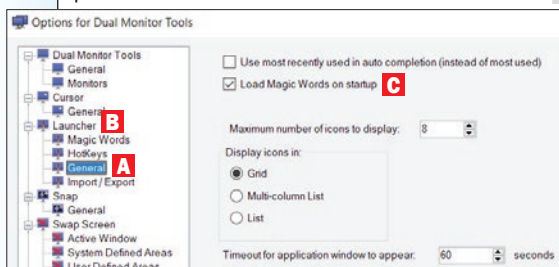 Options for Dual Monitor Tools
Dual Monitor Tools
General
Monitors
Cursor
General
Launcher B
Magic Words
HotKeys
General A
Import / Export
Snap
General
Swap Screen
Active Window
System Defined Areas
User Defined Areas
Use most recently used in auto completion (instead of most used)
Load Magic Words on startup C
Maximum number of icons to display: 8
Display icons in:
Grid
Multi-column List
List
Timeout for application window to appear: 60 seconds